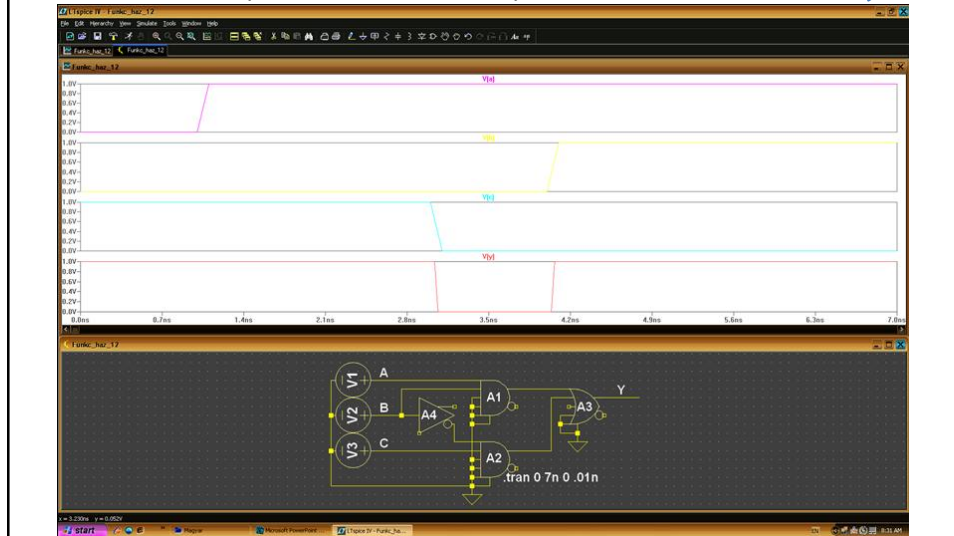 LTspice IV - Funkc_haz_12
File Edit Hierarchy View Simulate Tools Window Help
Funkc_haz_12 Funkc_haz_12
Funkc_haz_12
V(a)
1.0V
0.8V
0.6V
0.4V
0.2V
0.0V
V(b)
1.0V
0.8V
0.6V
0.4V
0.2V
0.0V
V(c)
1.0V
0.8V
0.6V
0.4V
0.2V
0.0V
V(y)
1.0V
0.8V
0.6V
0.4V
0.2V
0.0V
0.0ns 0.7ns 1.4ns 2.1ns 2.8ns 3.5ns 4.2ns 4.9ns 5.6ns 6.3ns 7.0ns
Funkc_haz_12
V1 A
A1
Y
V2 B A4
A3
V3 C
A2
.tran 0 7n 0 .01n
x = 3.230ns y = 0.052V
start Magyar Microsoft PowerPoint ... LTspice IV - Funkc_ha... EN 8:31 AM